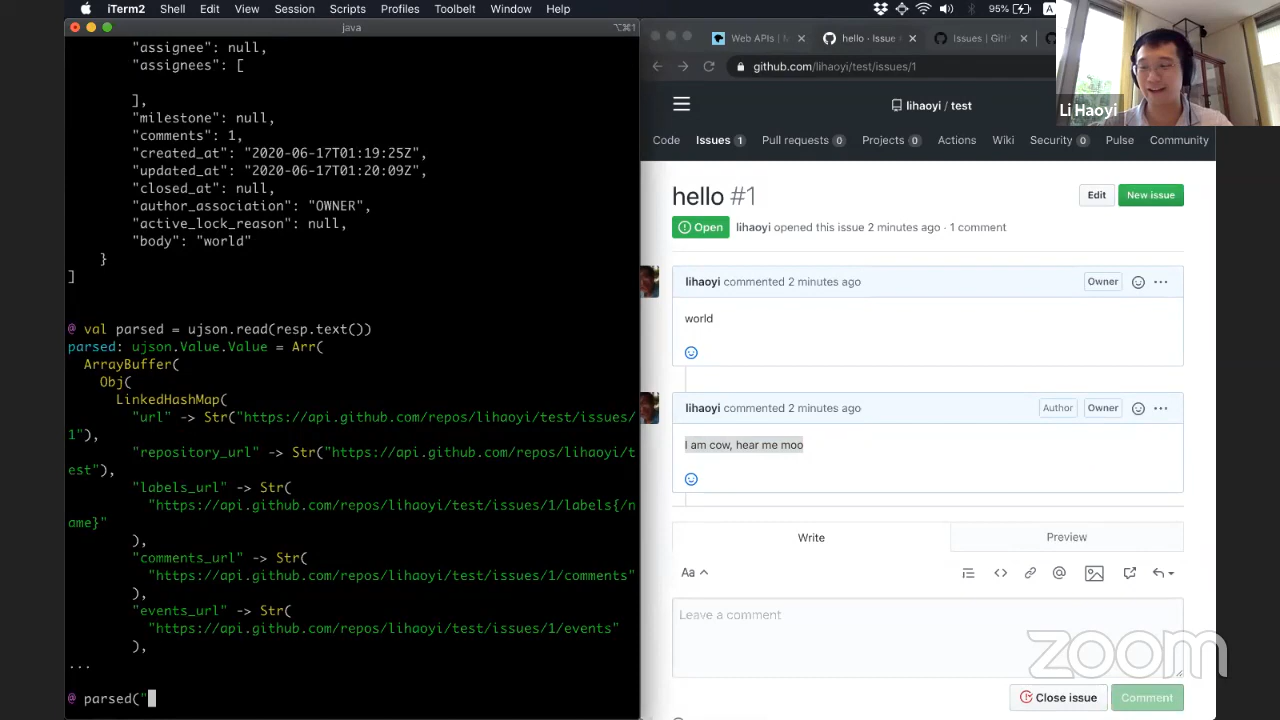 iTerm2 Shell Edit View Session Scripts Profiles Toolbelt Window Help
95%
A
java
⌥⌘1
"assignee": null,
"assignees": [
],
"milestone": null,
"comments": 1,
"created_at": "2020-06-17T01:19:25Z",
"updated_at": "2020-06-17T01:20:09Z",
"closed_at": null,
"author_association": "OWNER",
"active_lock_reason": null,
"body": "world"
}
]
@ val parsed = ujson.read(resp.text())
parsed: ujson.Value.Value = Arr(
ArrayBuffer(
Obj(
LinkedHashMap(
"url" -> Str("https://api.github.com/repos/lihaoyi/test/issues/
1"),
"repository_url" -> Str("https://api.github.com/repos/lihaoyi/t
est"),
"labels_url" -> Str(
"https://api.github.com/repos/lihaoyi/test/issues/1/labels{/n
ame}"
),
"comments_url" -> Str(
"https://api.github.com/repos/lihaoyi/test/issues/1/comments"
),
"events_url" -> Str(
"https://api.github.com/repos/lihaoyi/test/issues/1/events"
),
...
@ parsed("
Web APIs | M
hello · Issue
Issues | GitH
github.com/lihaoyi/test/issues/1
Li Haoyi
lihaoyi / test
Code Issues 1 Pull requests 0 Projects 0 Actions Wiki Security 0 Pulse Community
hello #1
Edit
New issue
Open
lihaoyi opened this issue 2 minutes ago · 1 comment
lihaoyi commented 2 minutes ago
Owner
world
lihaoyi commented 2 minutes ago
Author
Owner
I am cow, hear me moo
Write
Preview
Aa
Leave a comment
Close issue
Comment
zoom